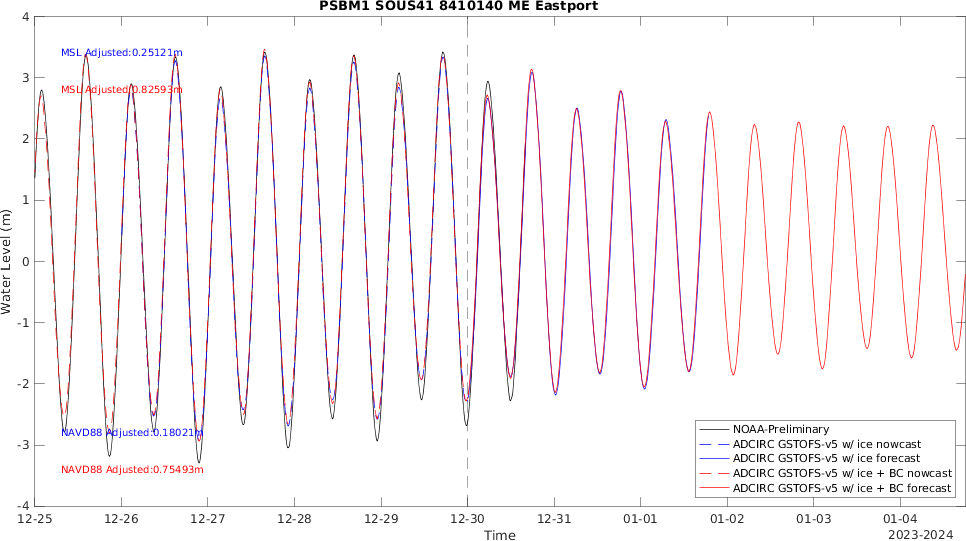 PSBM1 SOUS41 8410140 ME Eastport
4
MSL Adjusted:0.25121m
3
MSL Adjusted:0.82593m
2
1
0
Water Level (m)
-1
-2
NAVD88 Adjusted:0.18021m
-3
NAVD88 Adjusted:0.75493m
-4
NOAA-Preliminary
ADCIRC GSTOFS-v5 w/ ice nowcast
ADCIRC GSTOFS-v5 w/ ice forecast
ADCIRC GSTOFS-v5 w/ ice + BC nowcast
ADCIRC GSTOFS-v5 w/ ice + BC forecast
12-25 12-26 12-27 12-28 12-29 12-30 12-31 01-01 01-02 01-03 01-04
Time
2023-2024